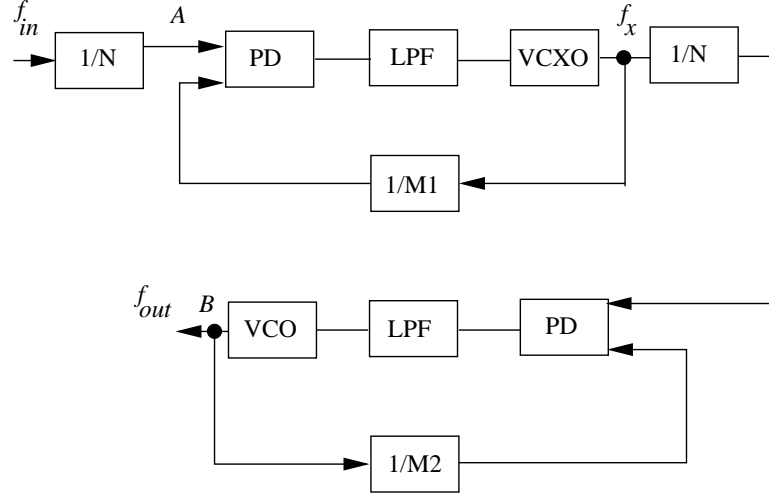 f_in A f_x
1/N PD LPF VCXO 1/N
1/M1
f_out B
VCO LPF PD
1/M2